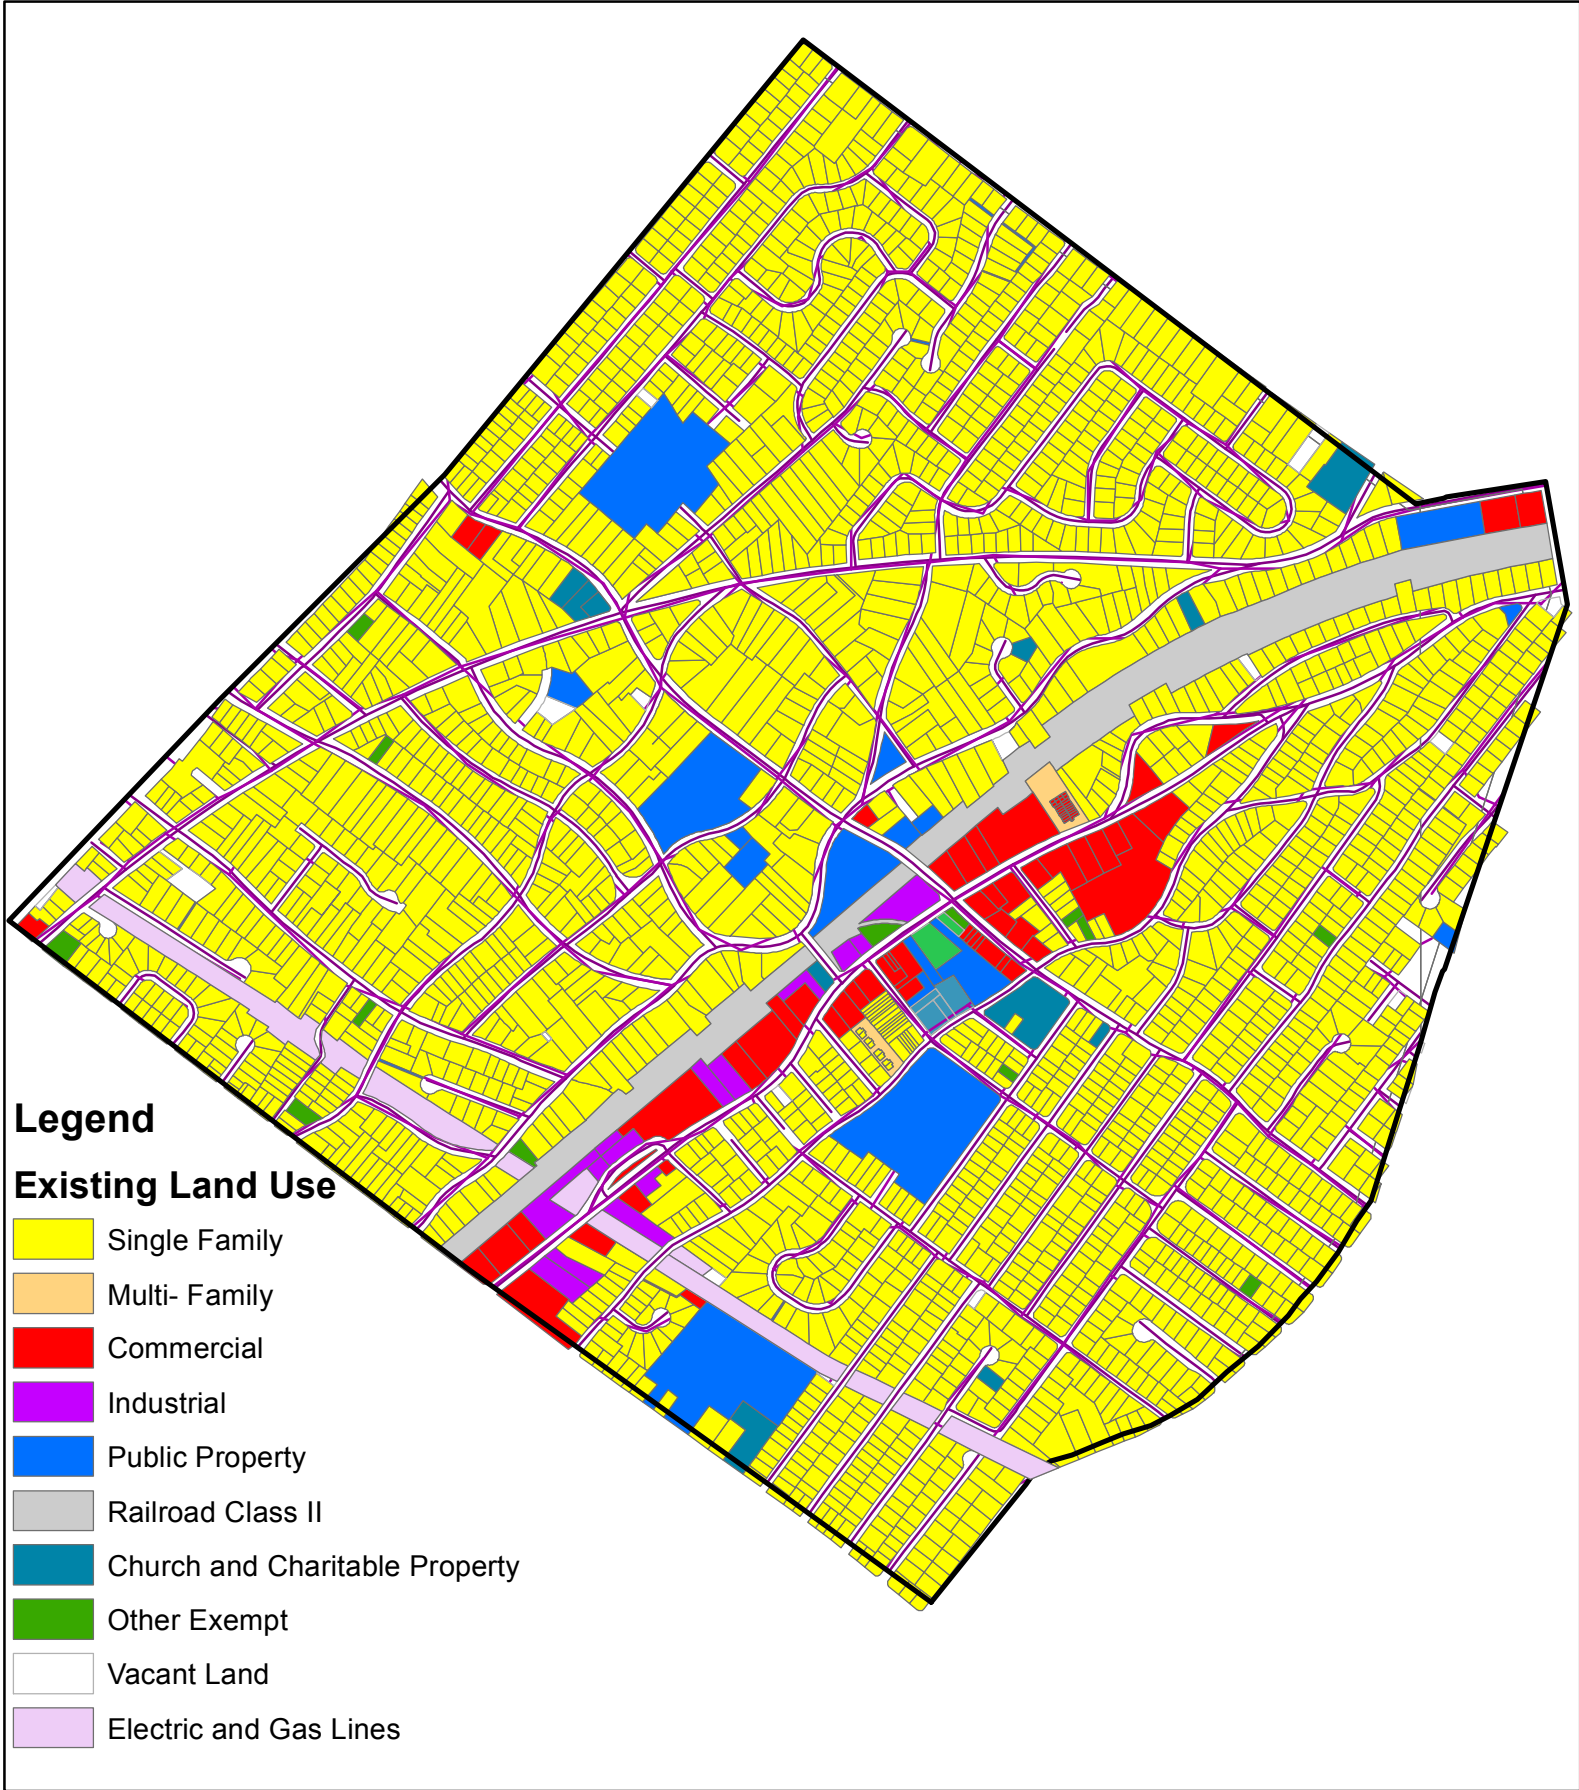 Legend
Existing Land Use
Single Family
Multi- Family
Commercial
Industrial
Public Property
Railroad Class II
Church and Charitable Property
Other Exempt
Vacant Land
Electric and Gas Lines